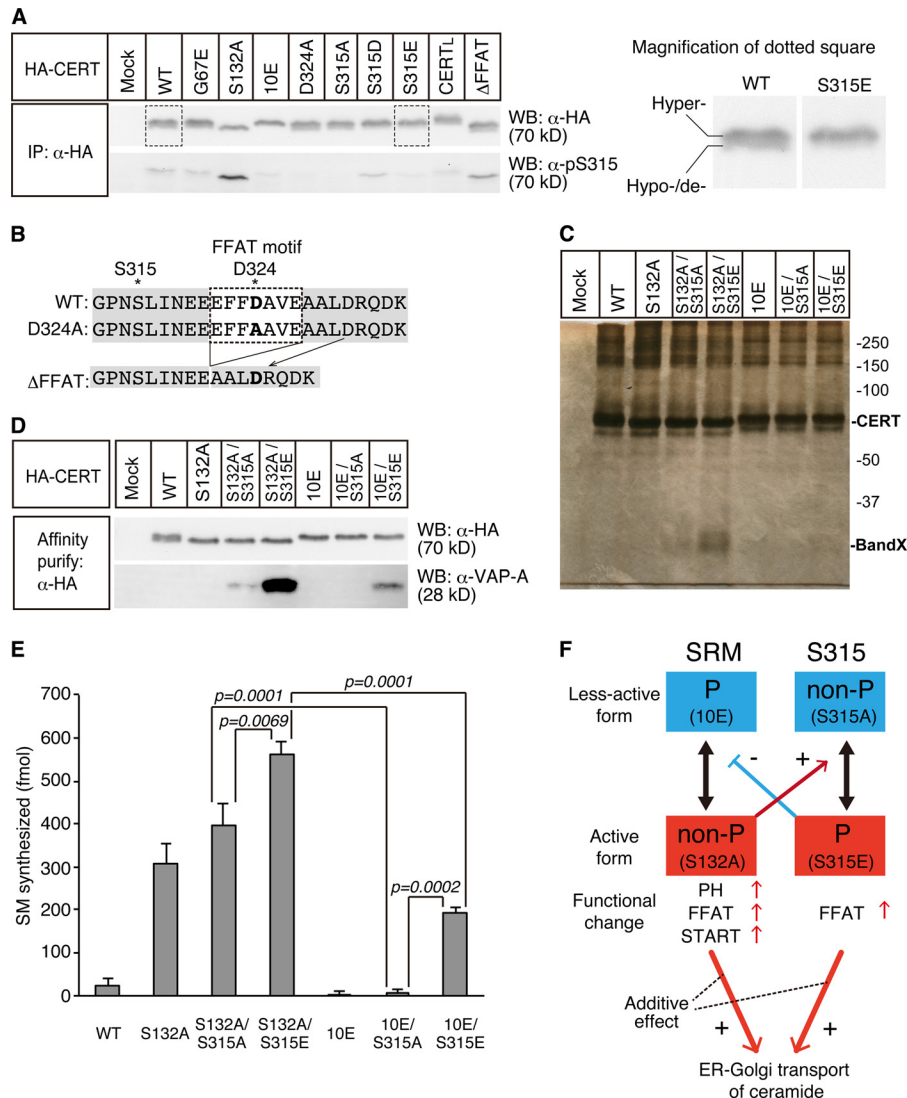 A
HA-CERT
Mock
WT
G67E
S132A
10E
D324A
S315A
S315D
S315E
CERTL
ΔFFAT
IP: α-HA
WB: α-HA
(70 kD)
WB: α-pS315
(70 kD)
Magnification of dotted square
WT
S315E
Hyper-
Hypo-/de-
B
FFAT motif
S315
D324
*
*
WT:
GPNSLINEEEFFDAVEAALDRQDK
D324A:
GPNSLINEEEFFAAVEAALDRQDK
ΔFFAT:
GPNSLINEEAALDRQDK
C
Mock
WT
S132A
S132A/
S315A
S132A/
S315E
10E
10E/
S315A
10E/
S315E
-250
-150
-100
-CERT
-50
-37
-BandX
D
HA-CERT
Mock
WT
S132A
S132A/
S315A
S132A/
S315E
10E
10E/
S315A
10E/
S315E
Affinity
purify:
α-HA
WB: α-HA
(70 kD)
WB: α-VAP-A
(28 kD)
E
SM synthesized (fmol)
700
600
500
400
300
200
100
0
p=0.0001
p=0.0001
p=0.0069
p=0.0002
WT
S132A
S132A/
S315A
S132A/
S315E
10E
10E/
S315A
10E/
S315E
F
SRM
S315
Less-active
form
P
(10E)
non-P
(S315A)
-
+
Active
form
non-P
(S132A)
P
(S315E)
Functional
change
PH ↑
FFAT ↑
START ↑
FFAT ↑
Additive
effect
+
+
ER-Golgi transport
of ceramide